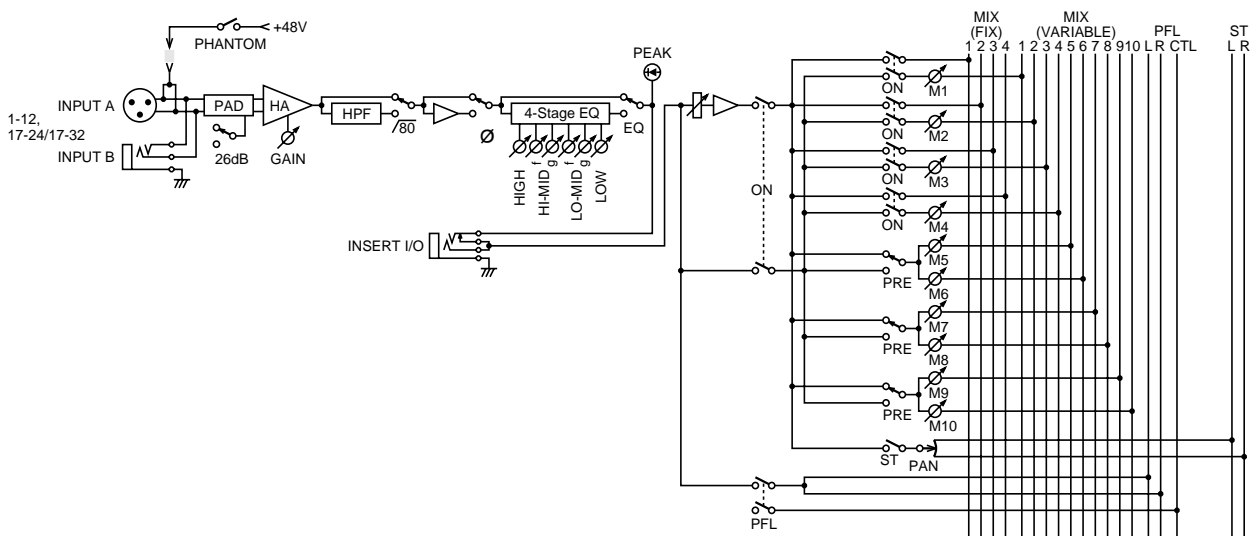 MIX
(FIX)
MIX
(VARIABLE)
PFL
ST
1 2 3 4
1 2 3 4 5 6 7 8 9 10
L R CTL
L R
+48V
PHANTOM
PEAK
INPUT A
PAD
HA
HPF
80
Ø
4-Stage EQ
EQ
1-12,
17-24/17-32
INPUT B
26dB
GAIN
HIGH
f
HI-MID
g
f
LO-MID
g
LOW
INSERT I/O
ON
ON
M1
ON
M2
ON
M3
ON
M4
M5
PRE
M6
M7
PRE
M8
M9
PRE
M10
ST
PAN
PFL